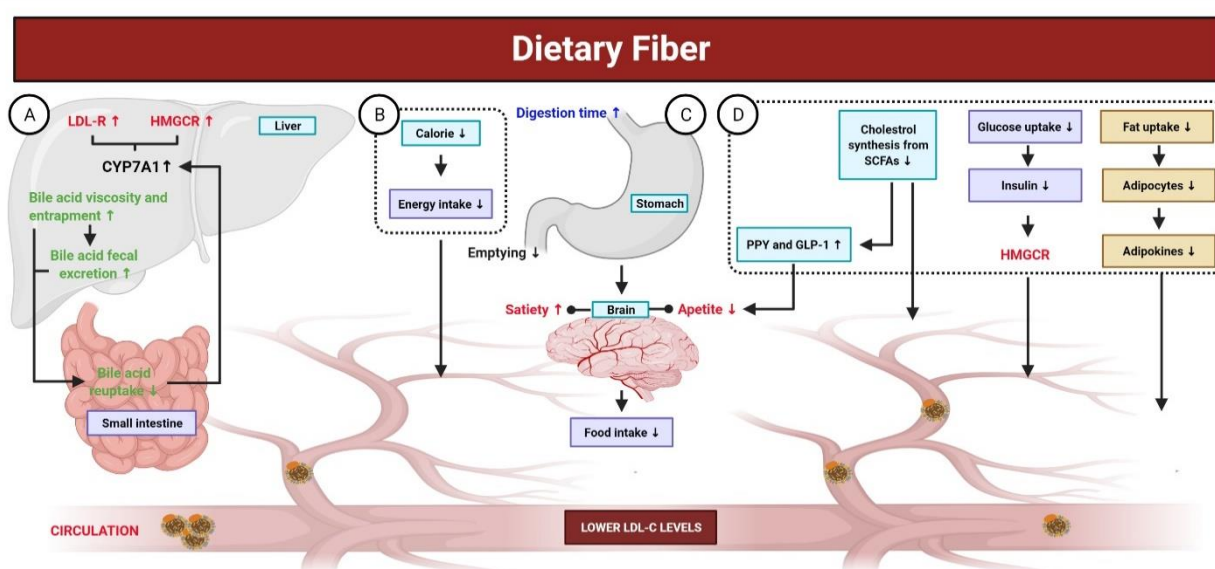 Dietary Fiber
A
LDL-R ↑
HMGCR ↑
Liver
CYP7A1 ↑
Bile acid viscosity and
entrapment ↑
Bile acid fecal
excretion ↑
Bile acid
reuptake ↓
Small intestine
B
Calorie ↓
Energy intake ↓
C
Digestion time ↑
Stomach
Emptying ↓
Satiety ↑
Brain
Apetite ↓
Food intake ↓
D
Cholestrol
synthesis from
SCFAs ↓
PPY and GLP-1 ↑
Glucose uptake ↓
Insulin ↓
HMGCR
Fat uptake ↓
Adipocytes ↓
Adipokines ↓
CIRCULATION
LOWER LDL-C LEVELS